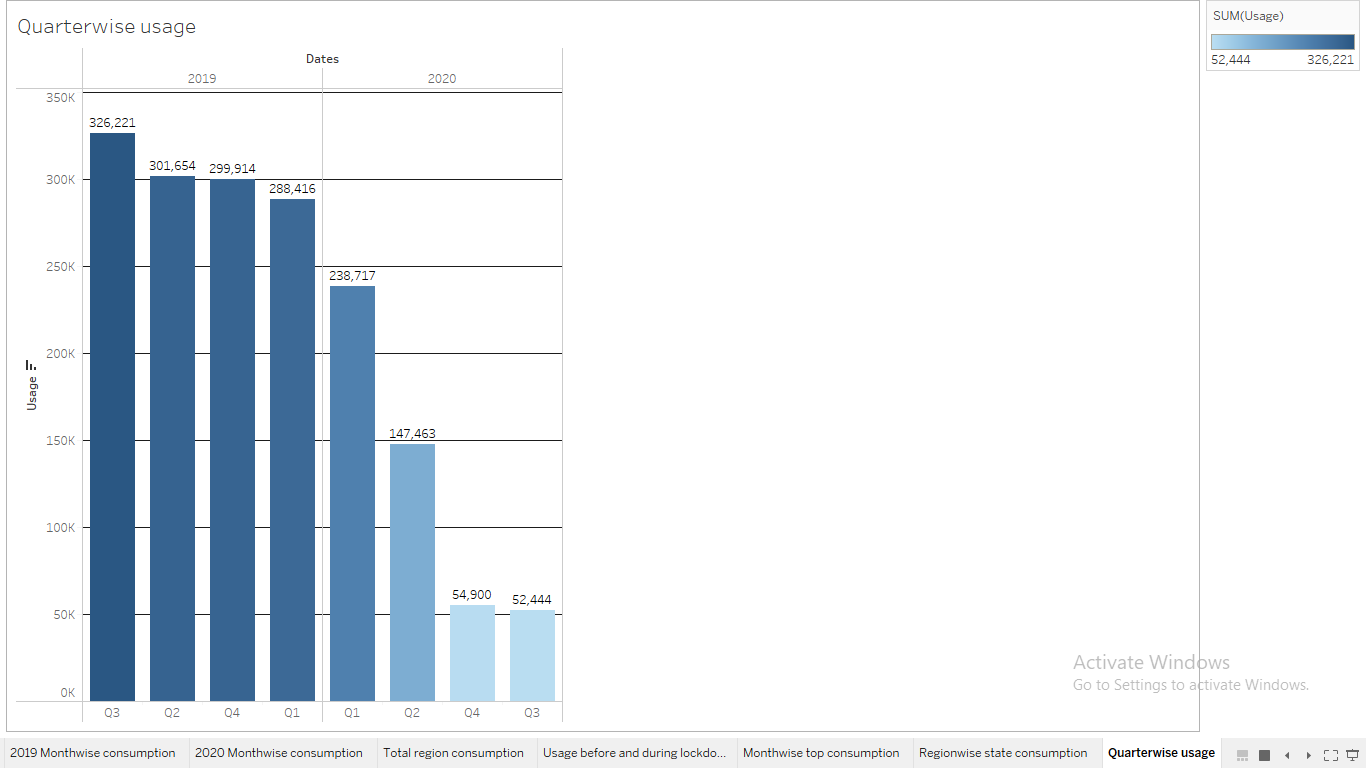 Quarterwise usage
SUM(Usage)
52,444 326,221
Dates
2019 2020
350K
300K
250K
200K
150K
100K
50K
0K
Usage
326,221
301,654
299,914
288,416
238,717
147,463
54,900
52,444
Q3 Q2 Q4 Q1 Q1 Q2 Q4 Q3
Activate Windows
Go to Settings to activate Windows.
2019 Monthwise consumption 2020 Monthwise consumption Total region consumption Usage before and during lockdo... Monthwise top consumption Regionwise state consumption Quarterwise usage